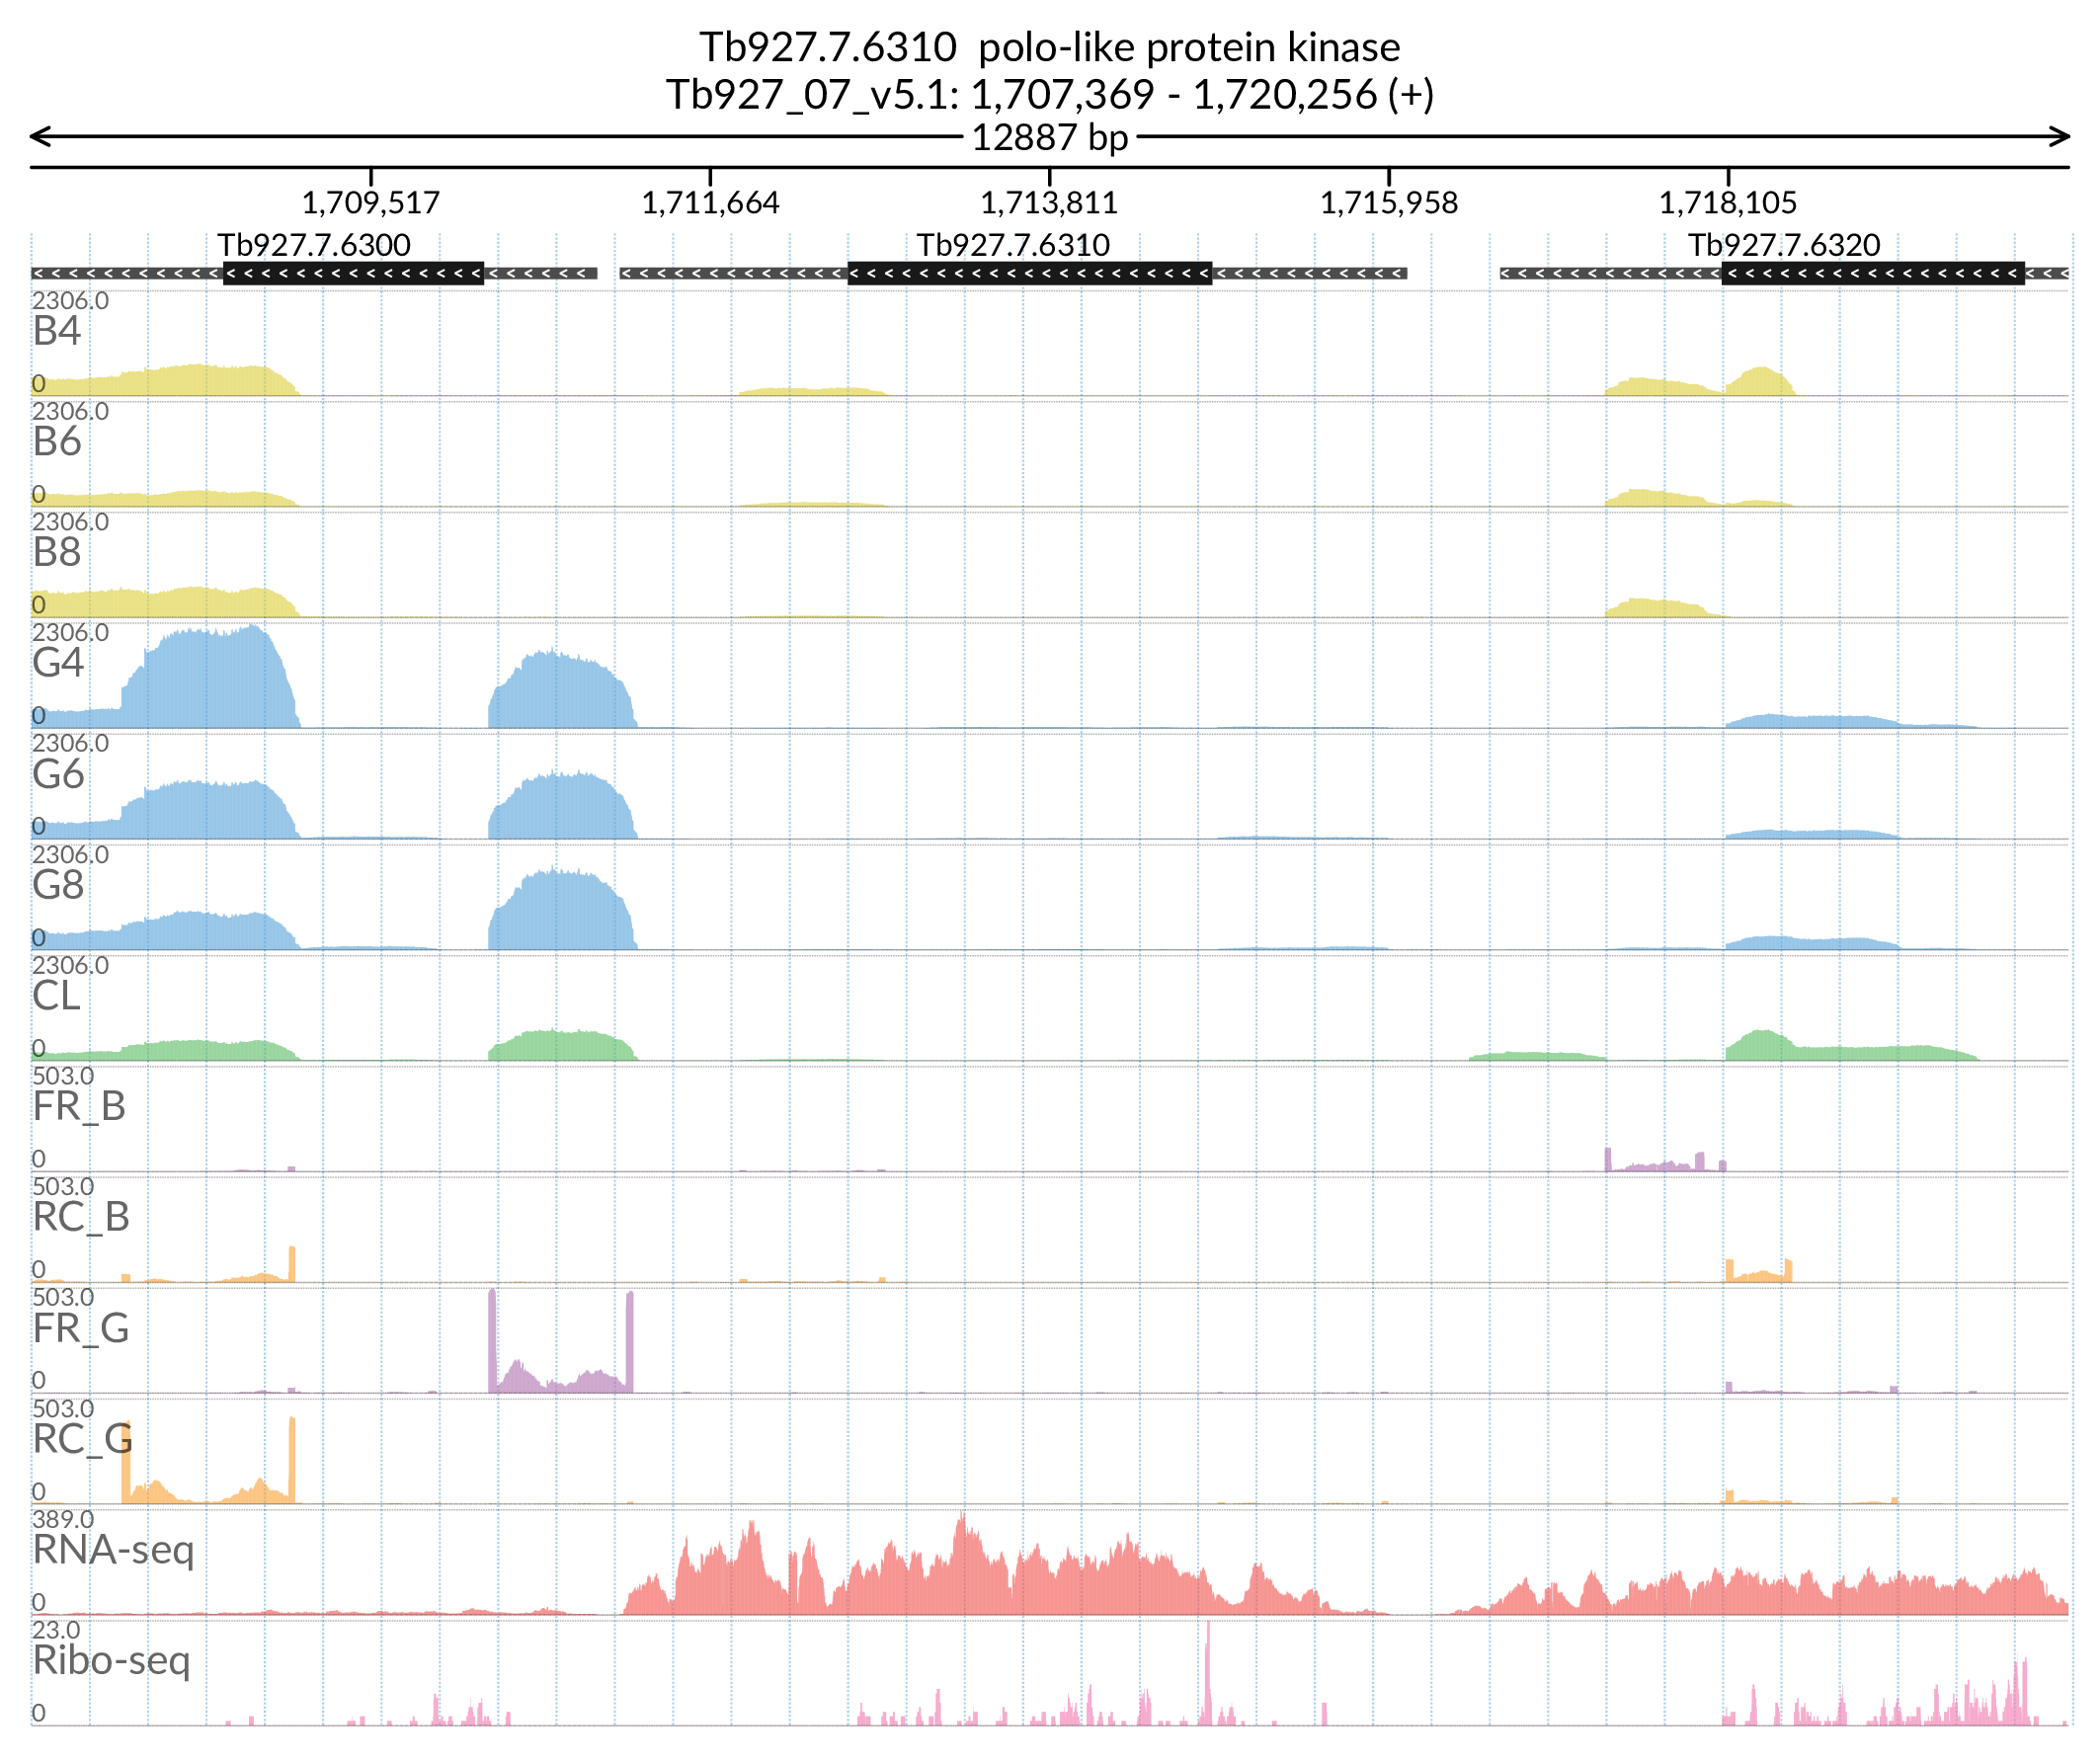 Tb927.7.6310  polo-like protein kinase
Tb927_07_v5.1: 1,707,369 - 1,720,256 (+)
12887 bp
1,709,517 1,711,664 1,713,811 1,715,958 1,718,105
Tb927.7.6300 Tb927.7.6310 Tb927.7.6320
2306.0
B4
0
2306.0
B6
0
2306.0
B8
0
2306.0
G4
0
2306.0
G6
0
2306.0
G8
0
2306.0
CL
0
503.0
FR_B
0
503.0
RC_B
0
503.0
FR_G
0
503.0
RC_G
0
389.0
RNA-seq
0
23.0
Ribo-seq
0